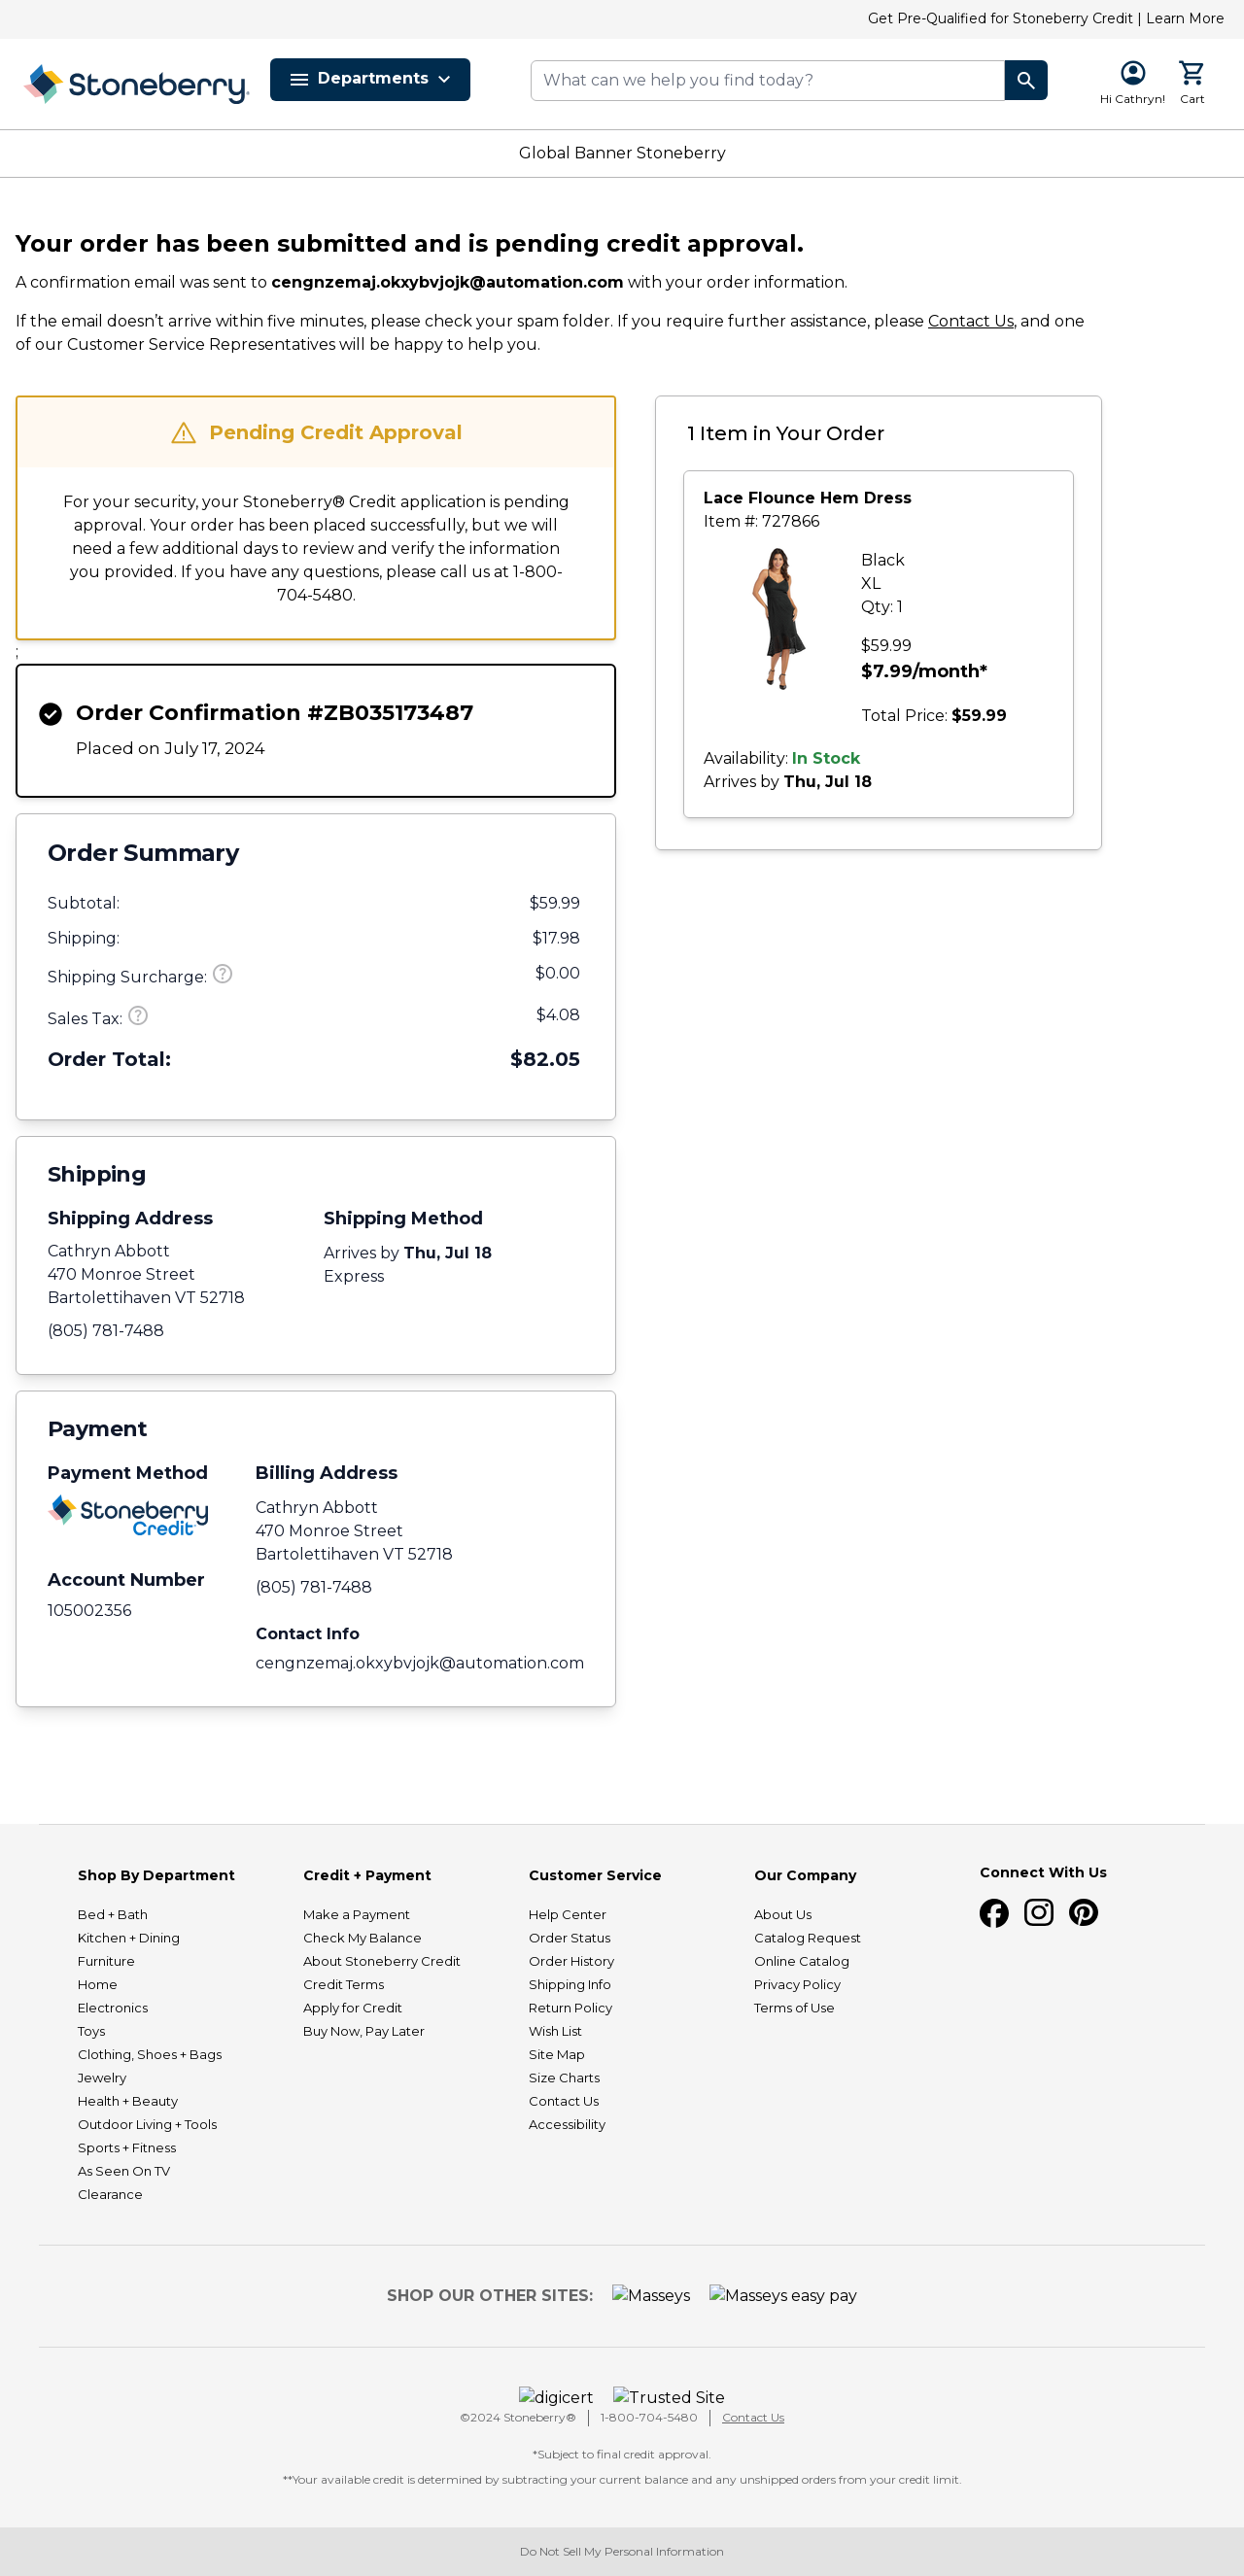 Get Pre-Qualified for Stoneberry Credit | Learn More
Stoneberry
Departments
What can we help you find today?
Hi Cathryn!
Cart
Global Banner Stoneberry
Your order has been submitted and is pending credit approval.
A confirmation email was sent to cengnzemaj.okxybvjojk@automation.com with your order information.
If the email doesn’t arrive within five minutes, please check your spam folder. If you require further assistance, please Contact Us, and one
of our Customer Service Representatives will be happy to help you.
Pending Credit Approval
For your security, your Stoneberry® Credit application is pending
approval. Your order has been placed successfully, but we will
need a few additional days to review and verify the information
you provided. If you have any questions, please call us at 1-800-
704-5480.
;
Order Confirmation #ZB035173487
Placed on July 17, 2024
Order Summary
Subtotal: $59.99
Shipping: $17.98
Shipping Surcharge: ? $0.00
Sales Tax: ? $4.08
Order Total: $82.05
Shipping
Shipping Address
Cathryn Abbott
470 Monroe Street
Bartolettihaven VT 52718
(805) 781-7488
Shipping Method
Arrives by Thu, Jul 18
Express
Payment
Payment Method
Stoneberry
Credit
Account Number
105002356
Billing Address
Cathryn Abbott
470 Monroe Street
Bartolettihaven VT 52718
(805) 781-7488
Contact Info
cengnzemaj.okxybvjojk@automation.com
1 Item in Your Order
Lace Flounce Hem Dress
Item #: 727866
Black
XL
Qty: 1
$59.99
$7.99/month*
Total Price: $59.99
Availability: In Stock
Arrives by Thu, Jul 18
Shop By Department
Bed + Bath
Kitchen + Dining
Furniture
Home
Electronics
Toys
Clothing, Shoes + Bags
Jewelry
Health + Beauty
Outdoor Living + Tools
Sports + Fitness
As Seen On TV
Clearance
Credit + Payment
Make a Payment
Check My Balance
About Stoneberry Credit
Credit Terms
Apply for Credit
Buy Now, Pay Later
Customer Service
Help Center
Order Status
Order History
Shipping Info
Return Policy
Wish List
Site Map
Size Charts
Contact Us
Accessibility
Our Company
About Us
Catalog Request
Online Catalog
Privacy Policy
Terms of Use
Connect With Us
SHOP OUR OTHER SITES: Masseys Masseys easy pay
digicert Trusted Site
©2024 Stoneberry® | 1-800-704-5480 | Contact Us
*Subject to final credit approval.
**Your available credit is determined by subtracting your current balance and any unshipped orders from your credit limit.
Do Not Sell My Personal Information